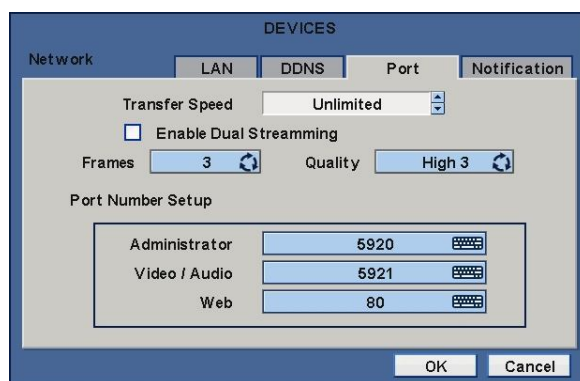 DEVICES
Network
LAN DDNS Port Notification
Transfer Speed Unlimited
Enable Dual Streamming
Frames 3 Quality High 3
Port Number Setup
Administrator 5920
Video / Audio 5921
Web 80
OK Cancel